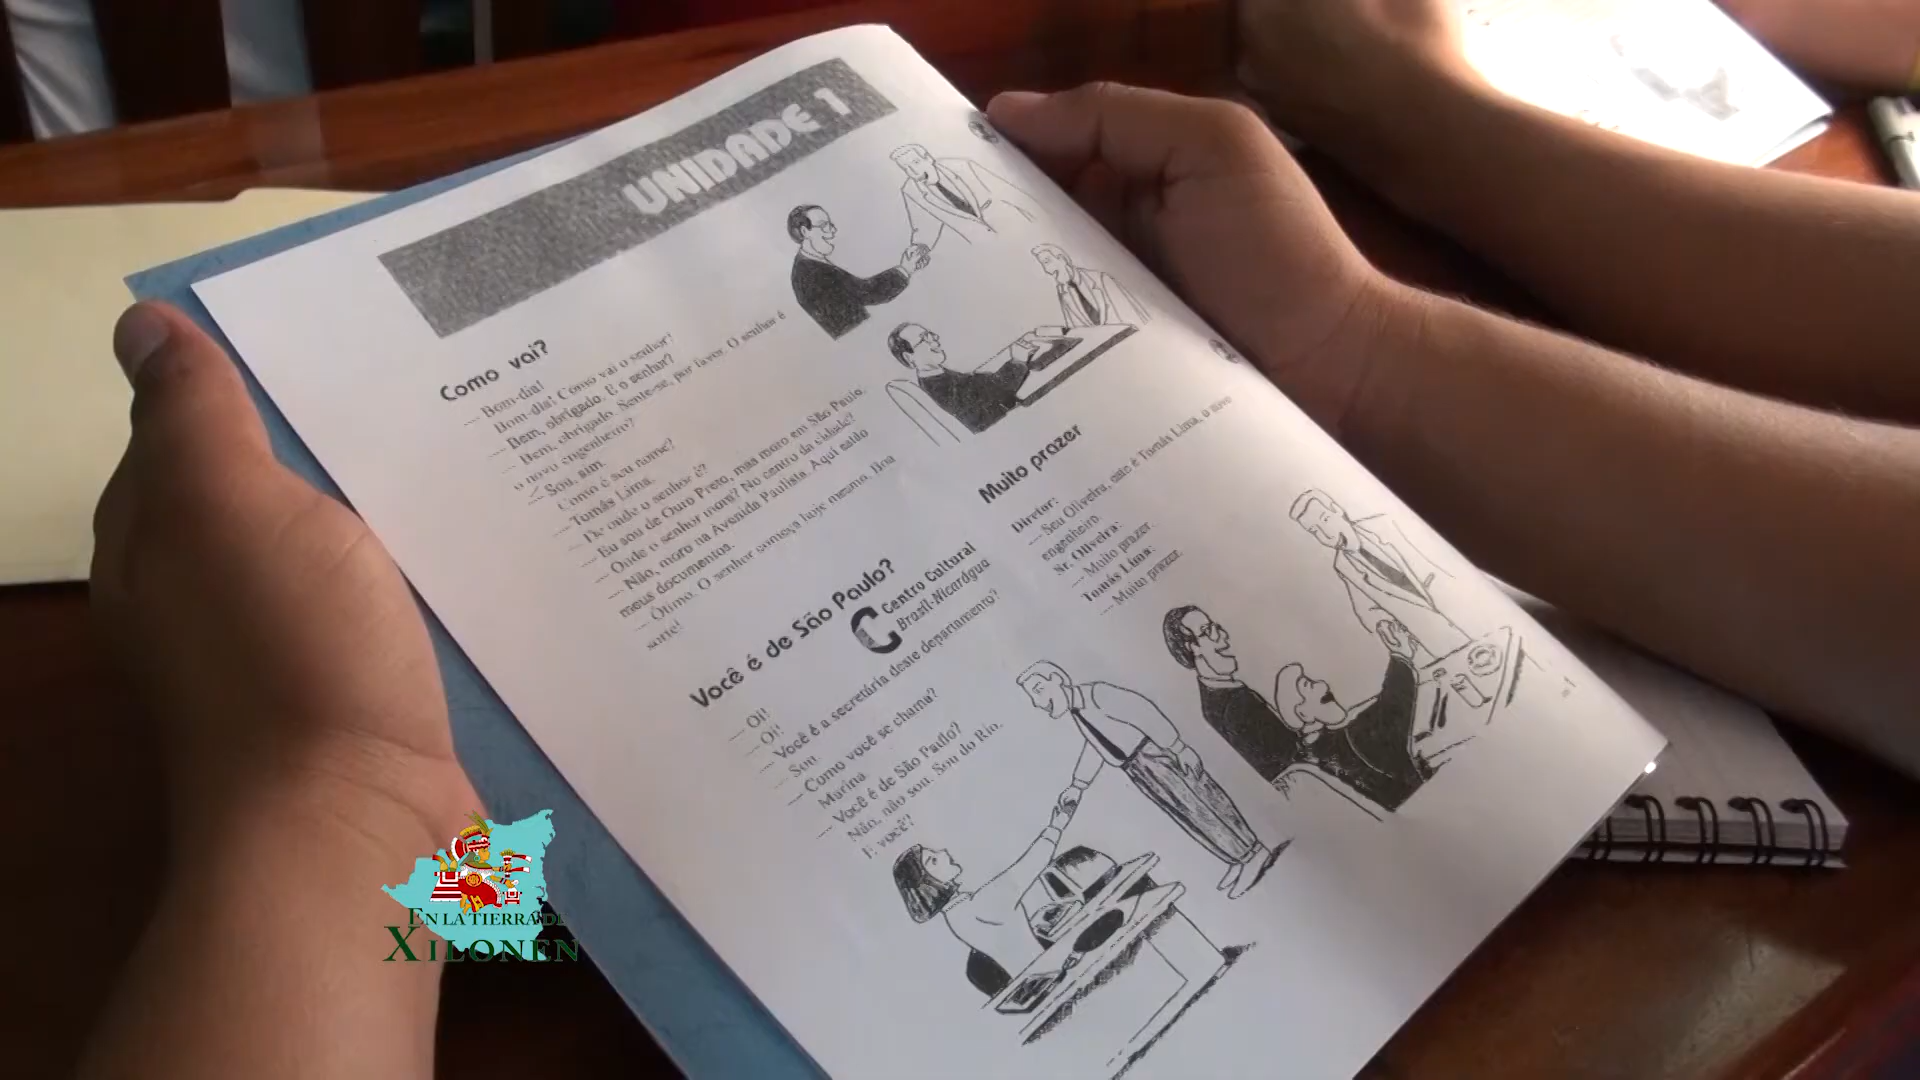 UNIDADE 1
Como vai?
— Bom-dia!
Bom-dia! Como vai o senhor!
Bem, obrigado. E o senhor?
— Bem, obrigado. Sente-se, por favor. O senhor é
o novo engenheiro?
Sou, sim.
Como é seu nome?
— Tomás Lima.
— De onde o senhor é?
Eu sou de Ouro Preto, mas moro em São Paulo.
— Onde o senhor mora? No centro da cidade?
— Não, moro na Avenida Paulista. Aqui estão
meus documentos.
— Ótimo. O senhor começa hoje mesmo. Boa
sorte!
Você é de São Paulo?
Centro Cultural
Brasil-Nicarágua
— Oi!
— Oi!
— Você é a secretária deste departamento?
— Sou.
— Como você se chama?
Marina.
— Você é de São Paulo?
Não, não sou. Sou do Rio.
E você?
Muito prazer
Diretor:
— Seu Oliveira, este é Tomás Lima, o novo
engenheiro.
Sr. Oliveira:
— Muito prazer.
Tomás Lima:
— Muito prazer.
1
EN LA TIERRA DE
XILONEN